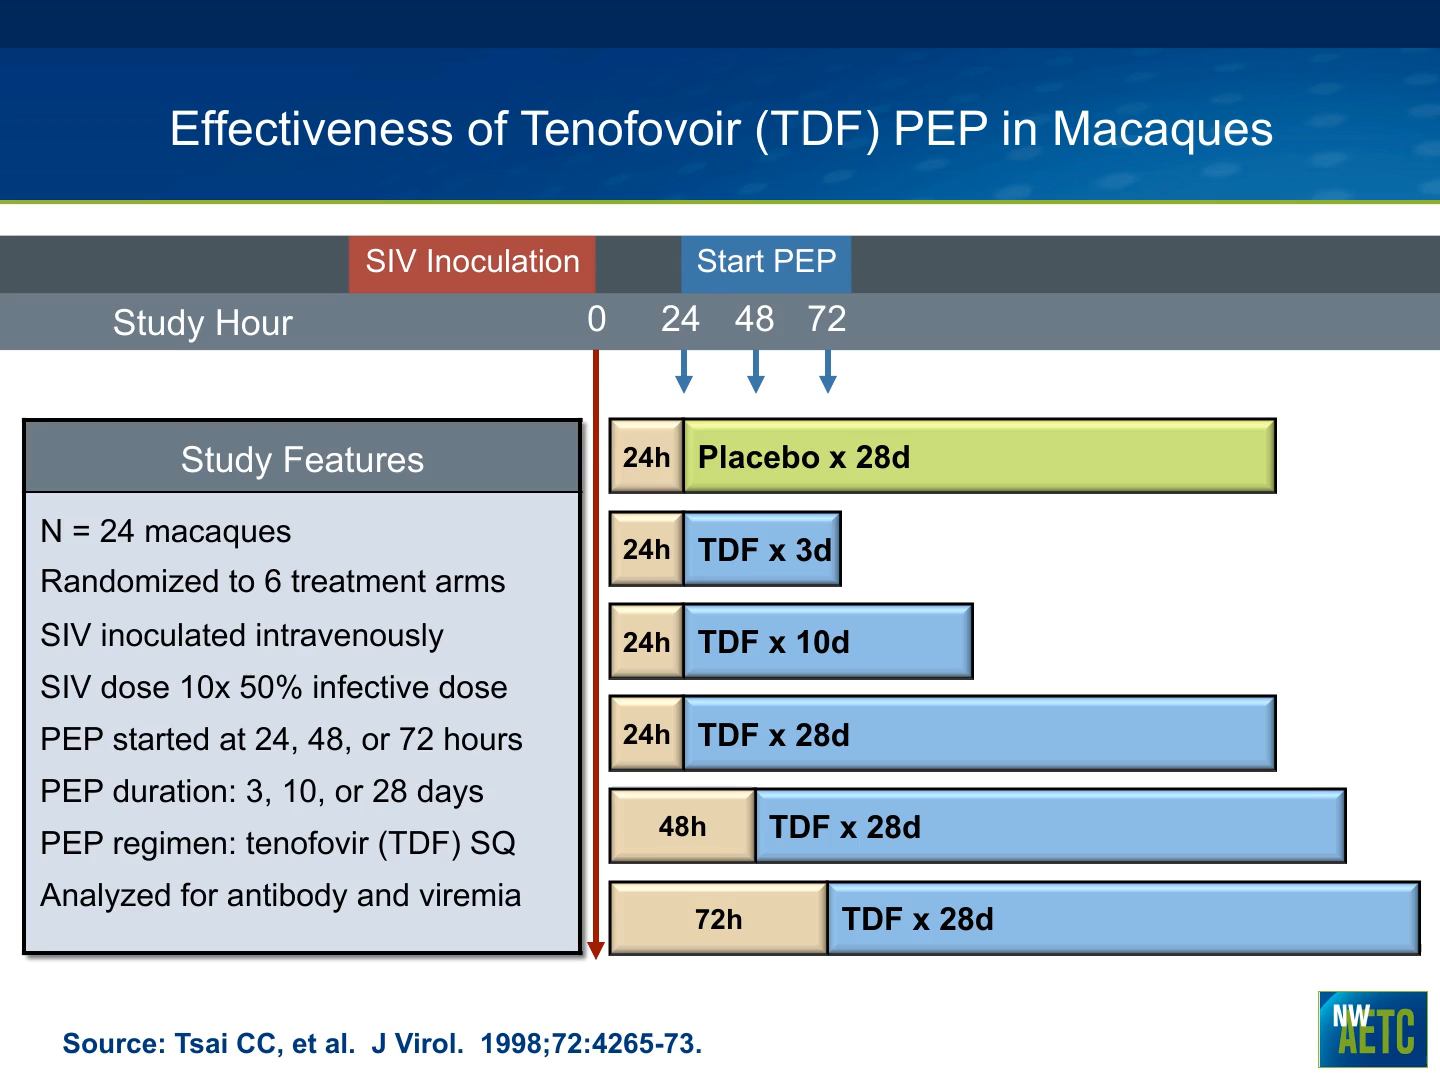 Effectiveness of Tenofovoir (TDF) PEP in Macaques
SIV Inoculation
Start PEP
Study Hour
0 24 48 72
Study Features
N = 24 macaques
Randomized to 6 treatment arms
SIV inoculated intravenously
SIV dose 10x 50% infective dose
PEP started at 24, 48, or 72 hours
PEP duration: 3, 10, or 28 days
PEP regimen: tenofovir (TDF) SQ
Analyzed for antibody and viremia
24h Placebo x 28d
24h TDF x 3d
24h TDF x 10d
24h TDF x 28d
48h TDF x 28d
72h TDF x 28d
Source: Tsai CC, et al. J Virol. 1998;72:4265-73.
NW
AETC